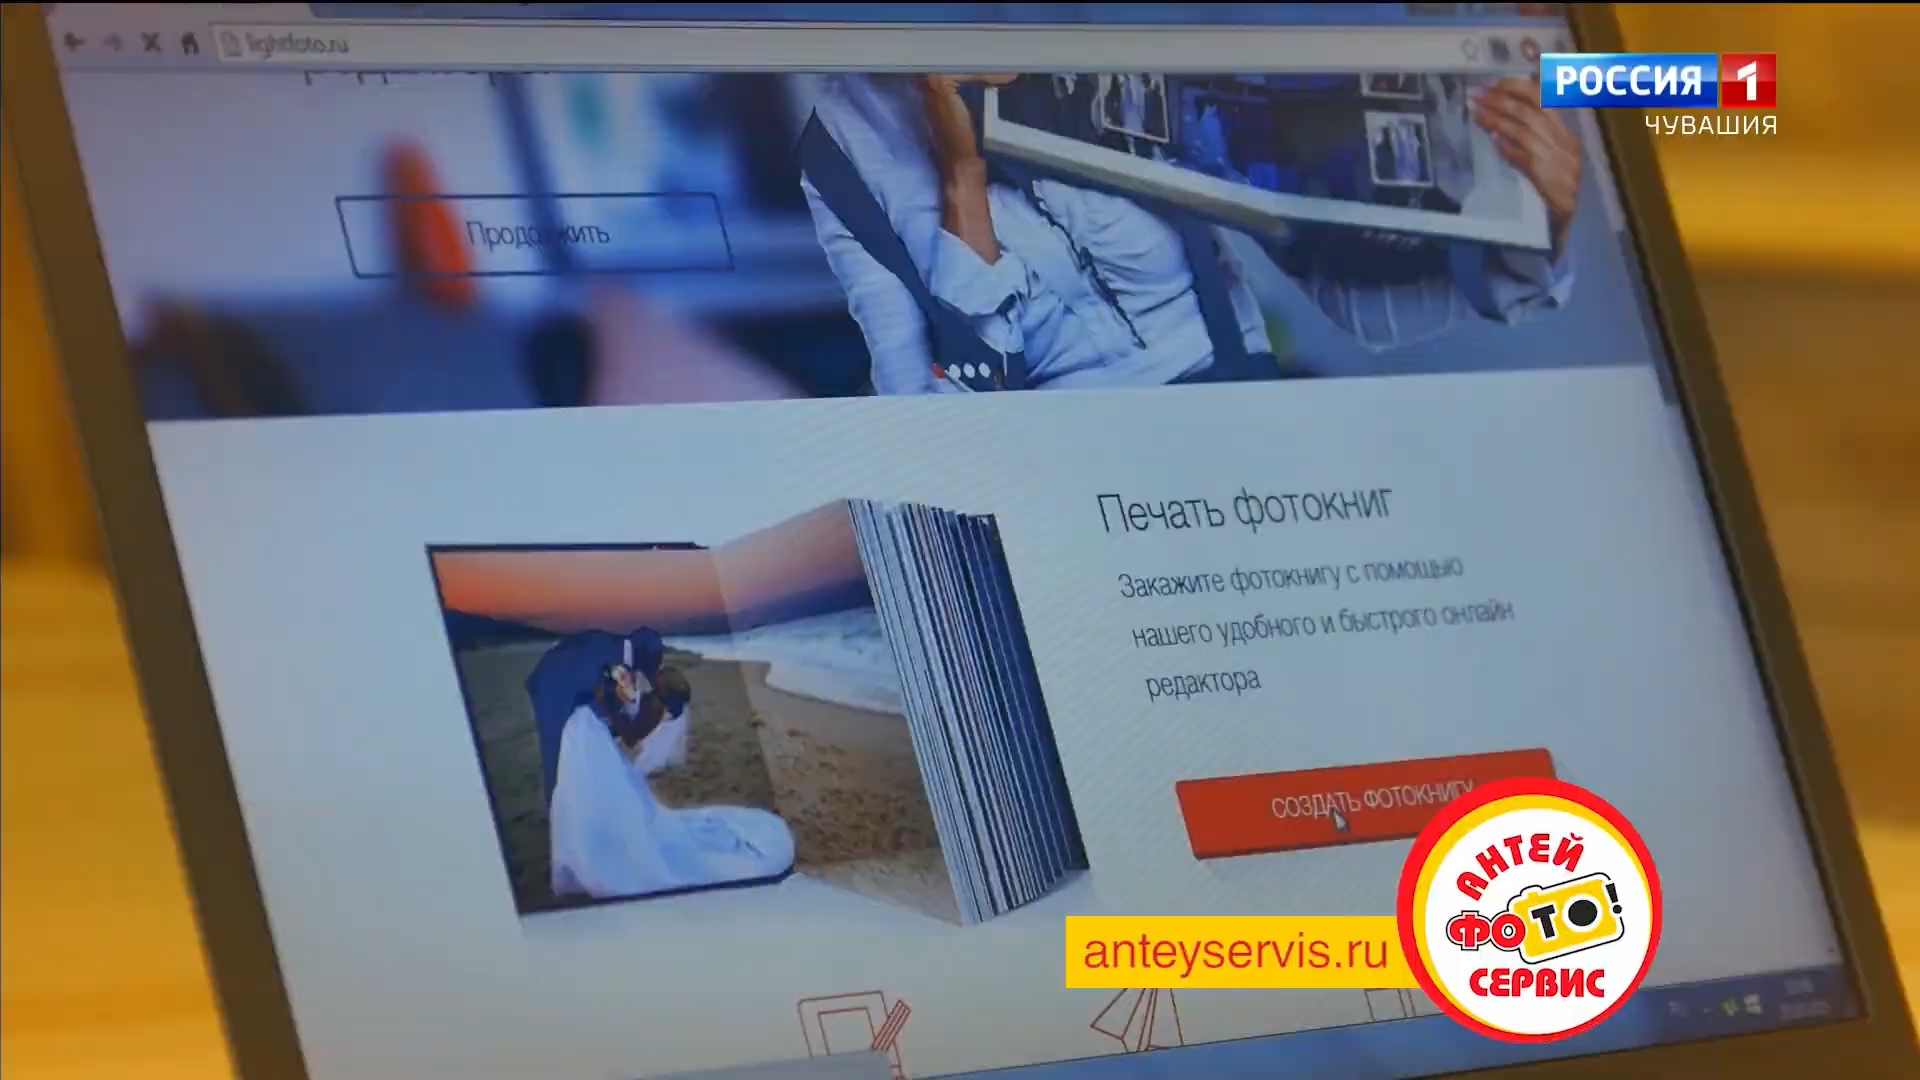 lightfoto.ru
РОССИЯ 1
ЧУВАШИЯ
Продолжить
Печать фотокниг
Закажите фотокнигу с помощью
нашего удобного и быстрого онлайн
редактора
СОЗДАТЬ ФОТОКНИГУ
anteyservis.ru
АНТЕЙ
ФОТО!
СЕРВИС